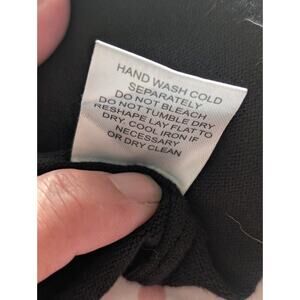 HAND WASH COLD
SEPARATELY
DO NOT BLEACH
DO NOT TUMBLE DRY
RESHAPE LAY FLAT TO
DRY. COOL IRON IF
NECESSARY
OR DRY CLEAN